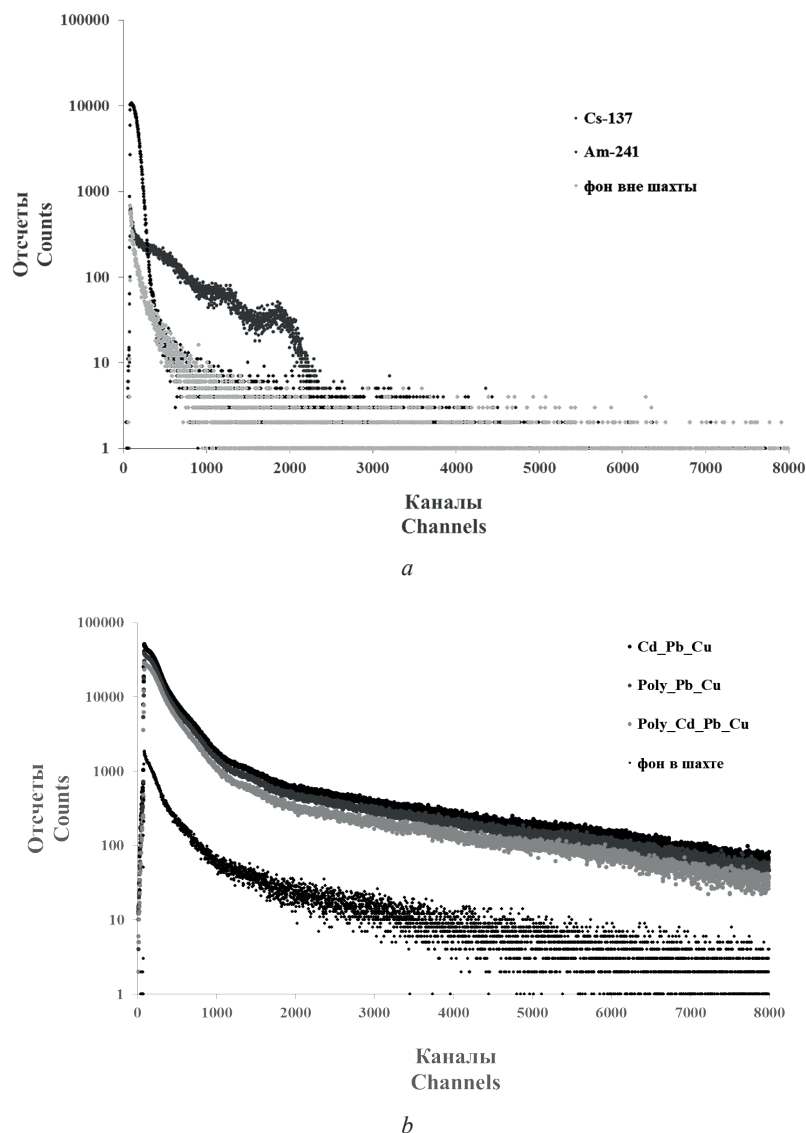 100000
10000
1000
100
10
1
Отсчеты
Counts
Cs-137
Am-241
фон вне шахты
0 1000 2000 3000 4000 5000 6000 7000 8000
Каналы
Channels
a
100000
10000
1000
100
10
1
Отсчеты
Counts
Cd_Pb_Cu
Poly_Pb_Cu
Poly_Cd_Pb_Cu
фон в шахте
0 1000 2000 3000 4000 5000 6000 7000 8000
Каналы
Channels
b